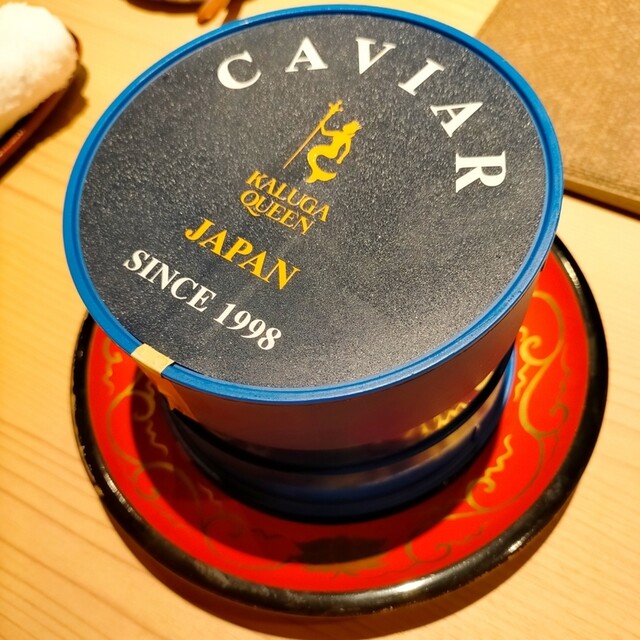 CAVIAR
KALUGA
QUEEN
JAPAN
SINCE 1998